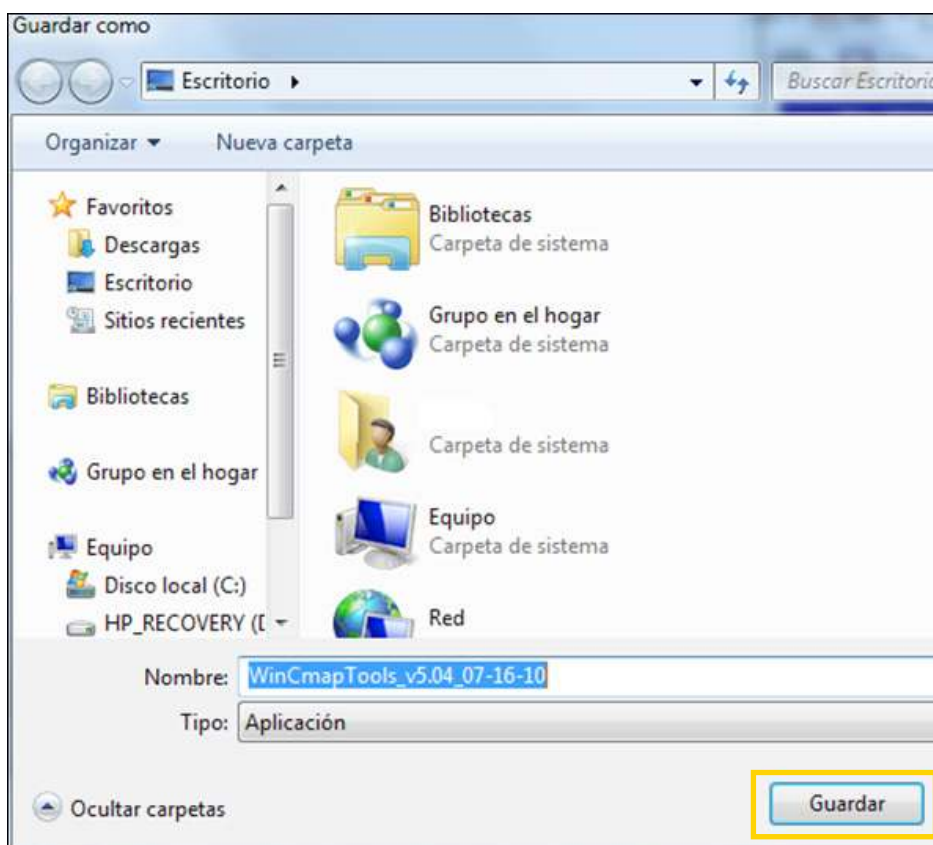 Guardar como
Escritorio
Buscar Escritorio
Organizar
Nueva carpeta
Favoritos
Descargas
Escritorio
Sitios recientes
Bibliotecas
Grupo en el hogar
Equipo
Disco local (C:)
HP_RECOVERY (
Bibliotecas
Carpeta de sistema
Grupo en el hogar
Carpeta de sistema
Carpeta de sistema
Equipo
Carpeta de sistema
Red
Nombre: WinCmapTools_v5.04_07-16-10
Tipo: Aplicación
Ocultar carpetas
Guardar